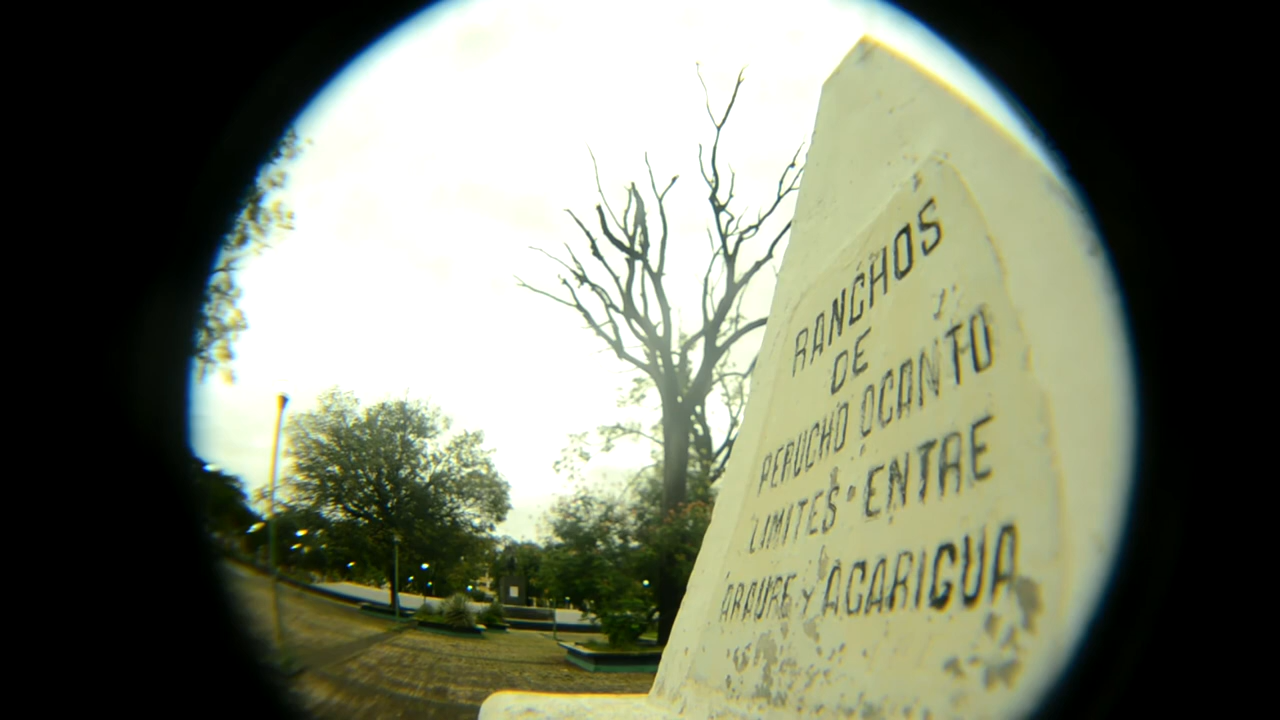 RANCHOS
DE
PERUCHO OCANTO
LIMITES·ENTRE
ARAURE Y ACARIGUA